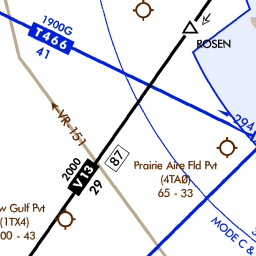 1900G
T466
41
ROSEN
294
VR-151
87
2000
V13
29
Prairie Aire Fld Pvt
(4TA0)
65 - 33
w Gulf Pvt
(1TX4)
00 - 43
MODE C &